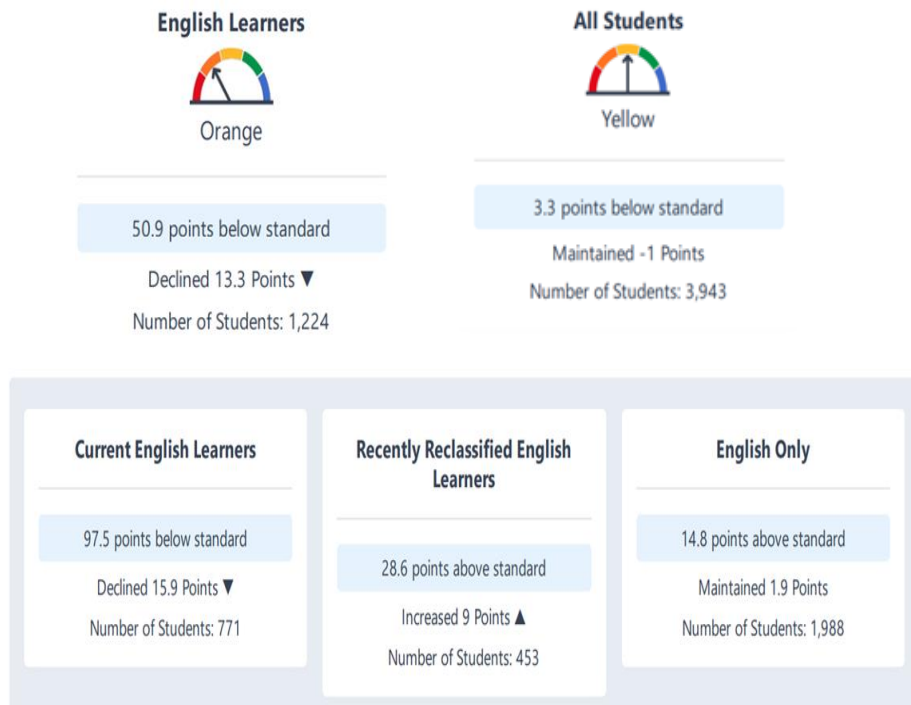 English Learners
Orange
50.9 points below standard
Declined 13.3 Points ▼
Number of Students: 1,224
All Students
Yellow
3.3 points below standard
Maintained -1 Points
Number of Students: 3,943
Current English Learners
97.5 points below standard
Declined 15.9 Points ▼
Number of Students: 771
Recently Reclassified English
Learners
28.6 points above standard
Increased 9 Points ▲
Number of Students: 453
English Only
14.8 points above standard
Maintained 1.9 Points
Number of Students: 1,988